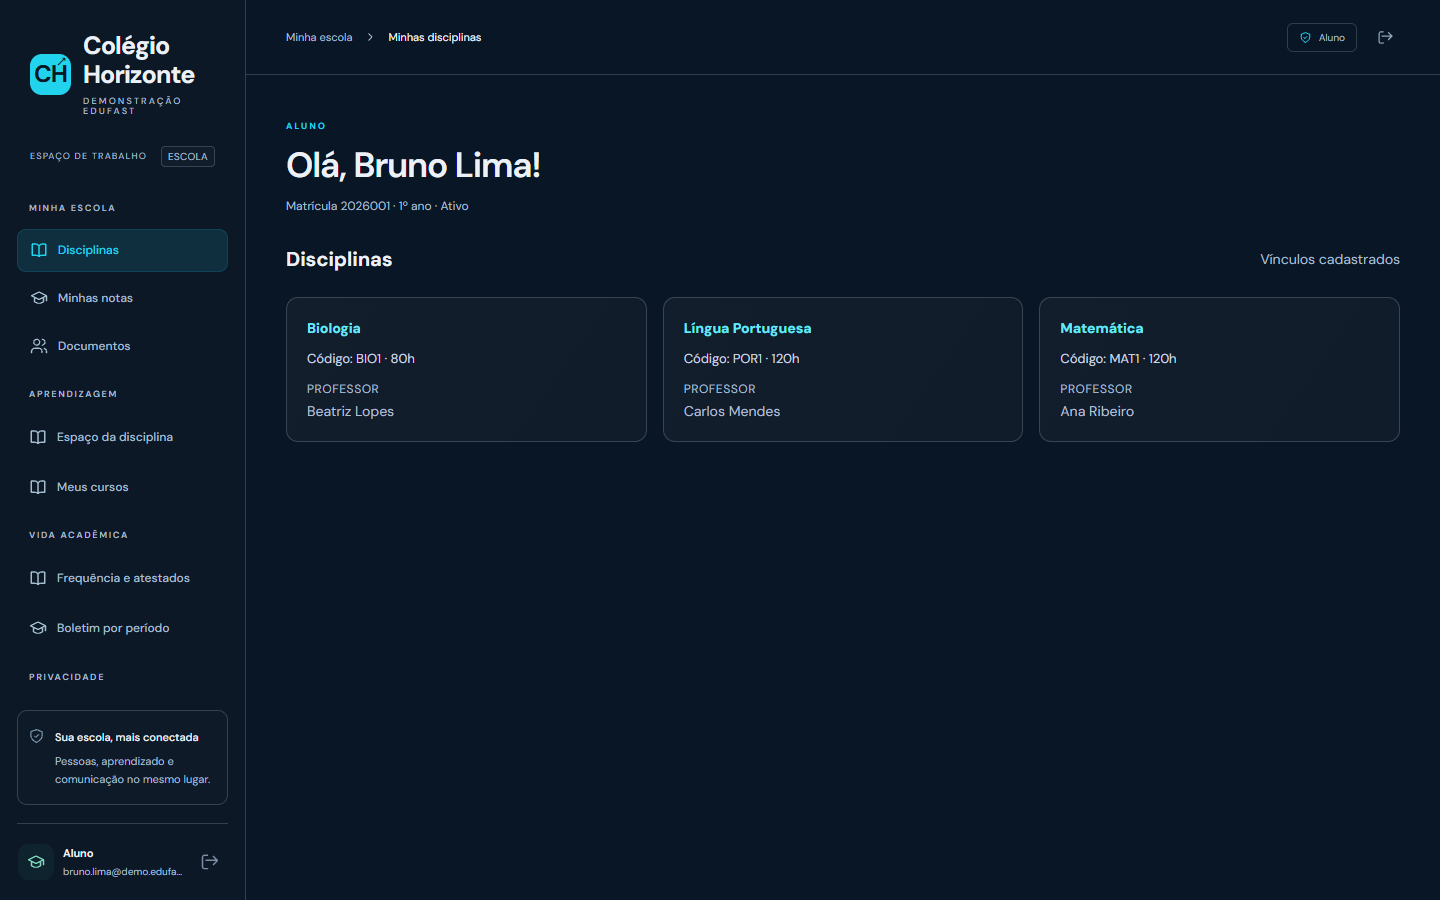 CH
Colégio
Horizonte
DEMONSTRAÇÃO
EDUFAST
ESPAÇO DE TRABALHO ESCOLA
MINHA ESCOLA
Disciplinas
Minhas notas
Documentos
APRENDIZAGEM
Espaço da disciplina
Meus cursos
VIDA ACADÊMICA
Frequência e atestados
Boletim por período
PRIVACIDADE
Sua escola, mais conectada
Pessoas, aprendizado e
comunicação no mesmo lugar.
Aluno
bruno.lima@demo.edufa...
Minha escola > Minhas disciplinas
Aluno
ALUNO
Olá, Bruno Lima!
Matrícula 2026001 · 1º ano · Ativo
Disciplinas
Vínculos cadastrados
Biologia
Código: BIO1 · 80h
PROFESSOR
Beatriz Lopes
Língua Portuguesa
Código: POR1 · 120h
PROFESSOR
Carlos Mendes
Matemática
Código: MAT1 · 120h
PROFESSOR
Ana Ribeiro